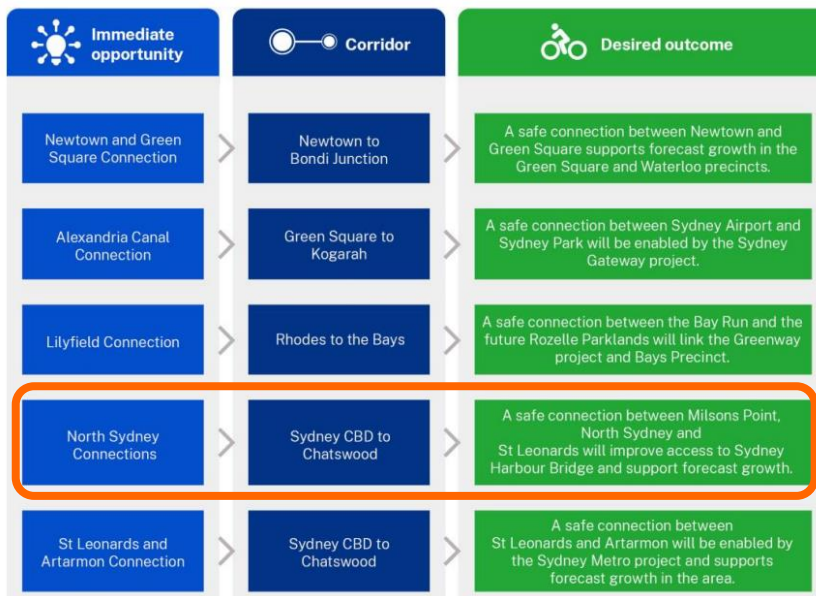 Immediate
opportunity
Corridor
Desired outcome
Newtown and Green
Square Connection
Newtown to
Bondi Junction
A safe connection between Newtown and
Green Square supports forecast growth in the
Green Square and Waterloo precincts.
Alexandria Canal
Connection
Green Square to
Kogarah
A safe connection between Sydney Airport and
Sydney Park will be enabled by the Sydney
Gateway project.
Lilyfield Connection
Rhodes to the Bays
A safe connection between the Bay Run and the
future Rozelle Parklands will link the Greenway
project and Bays Precinct.
North Sydney
Connections
Sydney CBD to
Chatswood
A safe connection between Milsons Point,
North Sydney and
St Leonards will improve access to Sydney
Harbour Bridge and support forecast growth.
St Leonards and
Artarmon Connection
Sydney CBD to
Chatswood
A safe connection between
St Leonards and Artarmon will be enabled by
the Sydney Metro project and supports
forecast growth in the area.